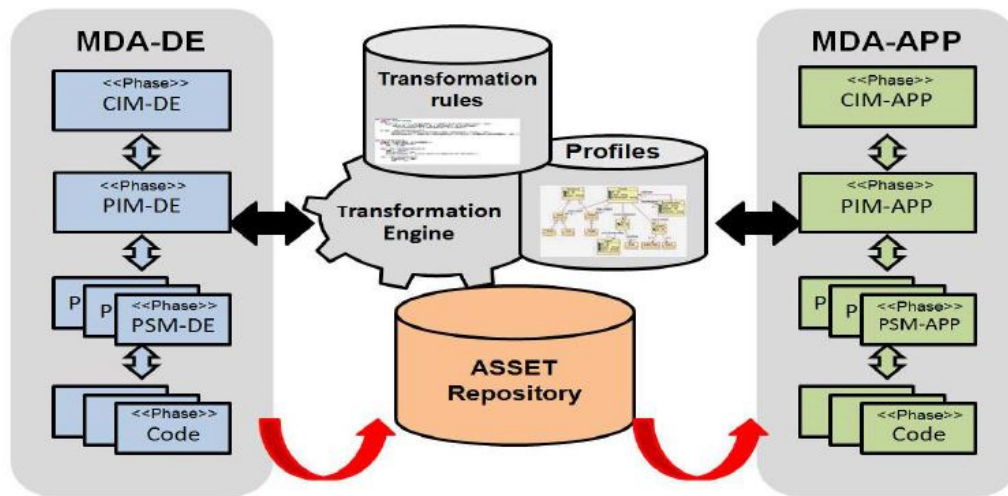 MDA-DE
<<Phase>>
CIM-DE
<<Phase>>
PIM-DE
P
P
<<Phase>>
PSM-DE
<<Phase>>
Code
Transformation
rules
Profiles
Transformation
Engine
ASSET
Repository
MDA-APP
<<Phase>>
CIM-APP
<<Phase>>
PIM-APP
P
P
<<Phase>>
PSM-APP
<<Phase>>
Code